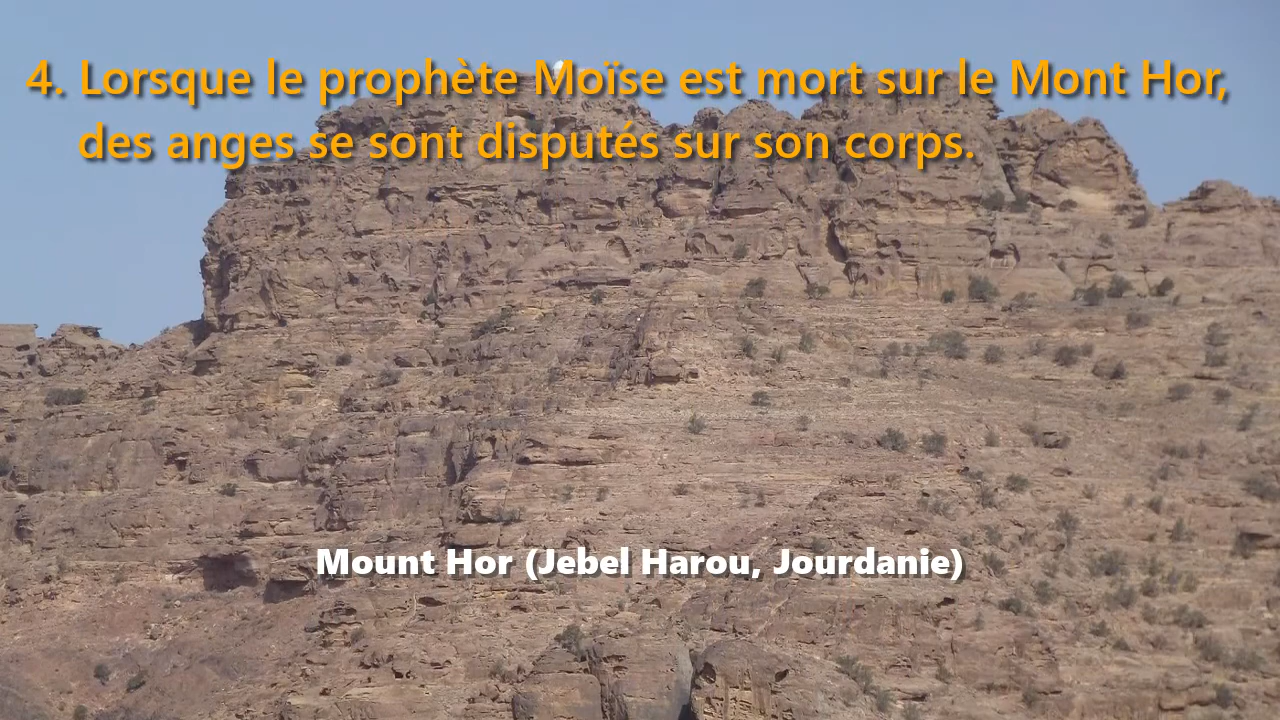 4. Lorsque le prophète Moïse est mort sur le Mont Hor,
des anges se sont disputés sur son corps.
Mount Hor (Jebel Harou, Jourdanie)